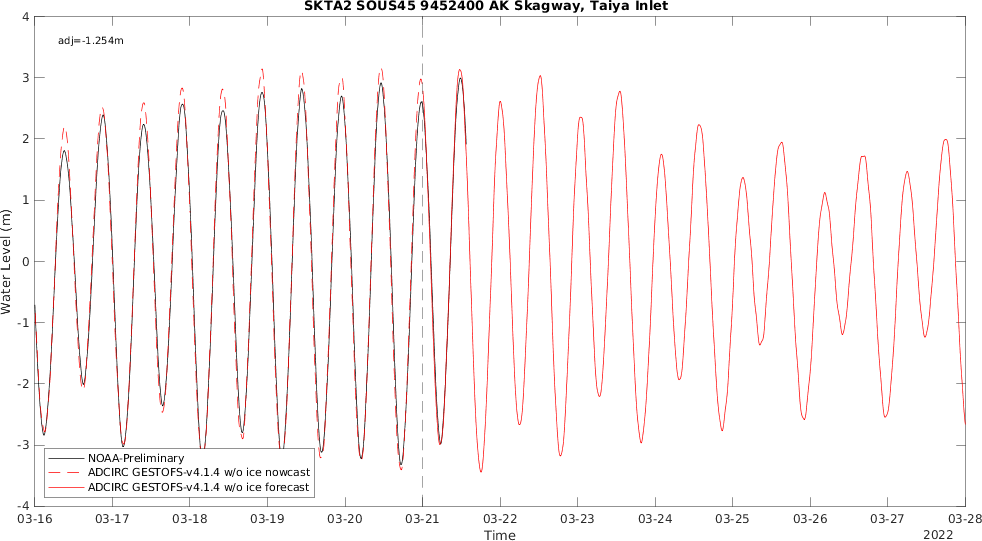 SKTA2 SOUS45 9452400 AK Skagway, Taiya Inlet
adj=-1.254m
4
3
2
1
0
-1
-2
-3
-4
Water Level (m)
NOAA-Preliminary
ADCIRC GESTOFS-v4.1.4 w/o ice nowcast
ADCIRC GESTOFS-v4.1.4 w/o ice forecast
03-16 03-17 03-18 03-19 03-20 03-21 03-22 03-23 03-24 03-25 03-26 03-27 03-28
Time
2022